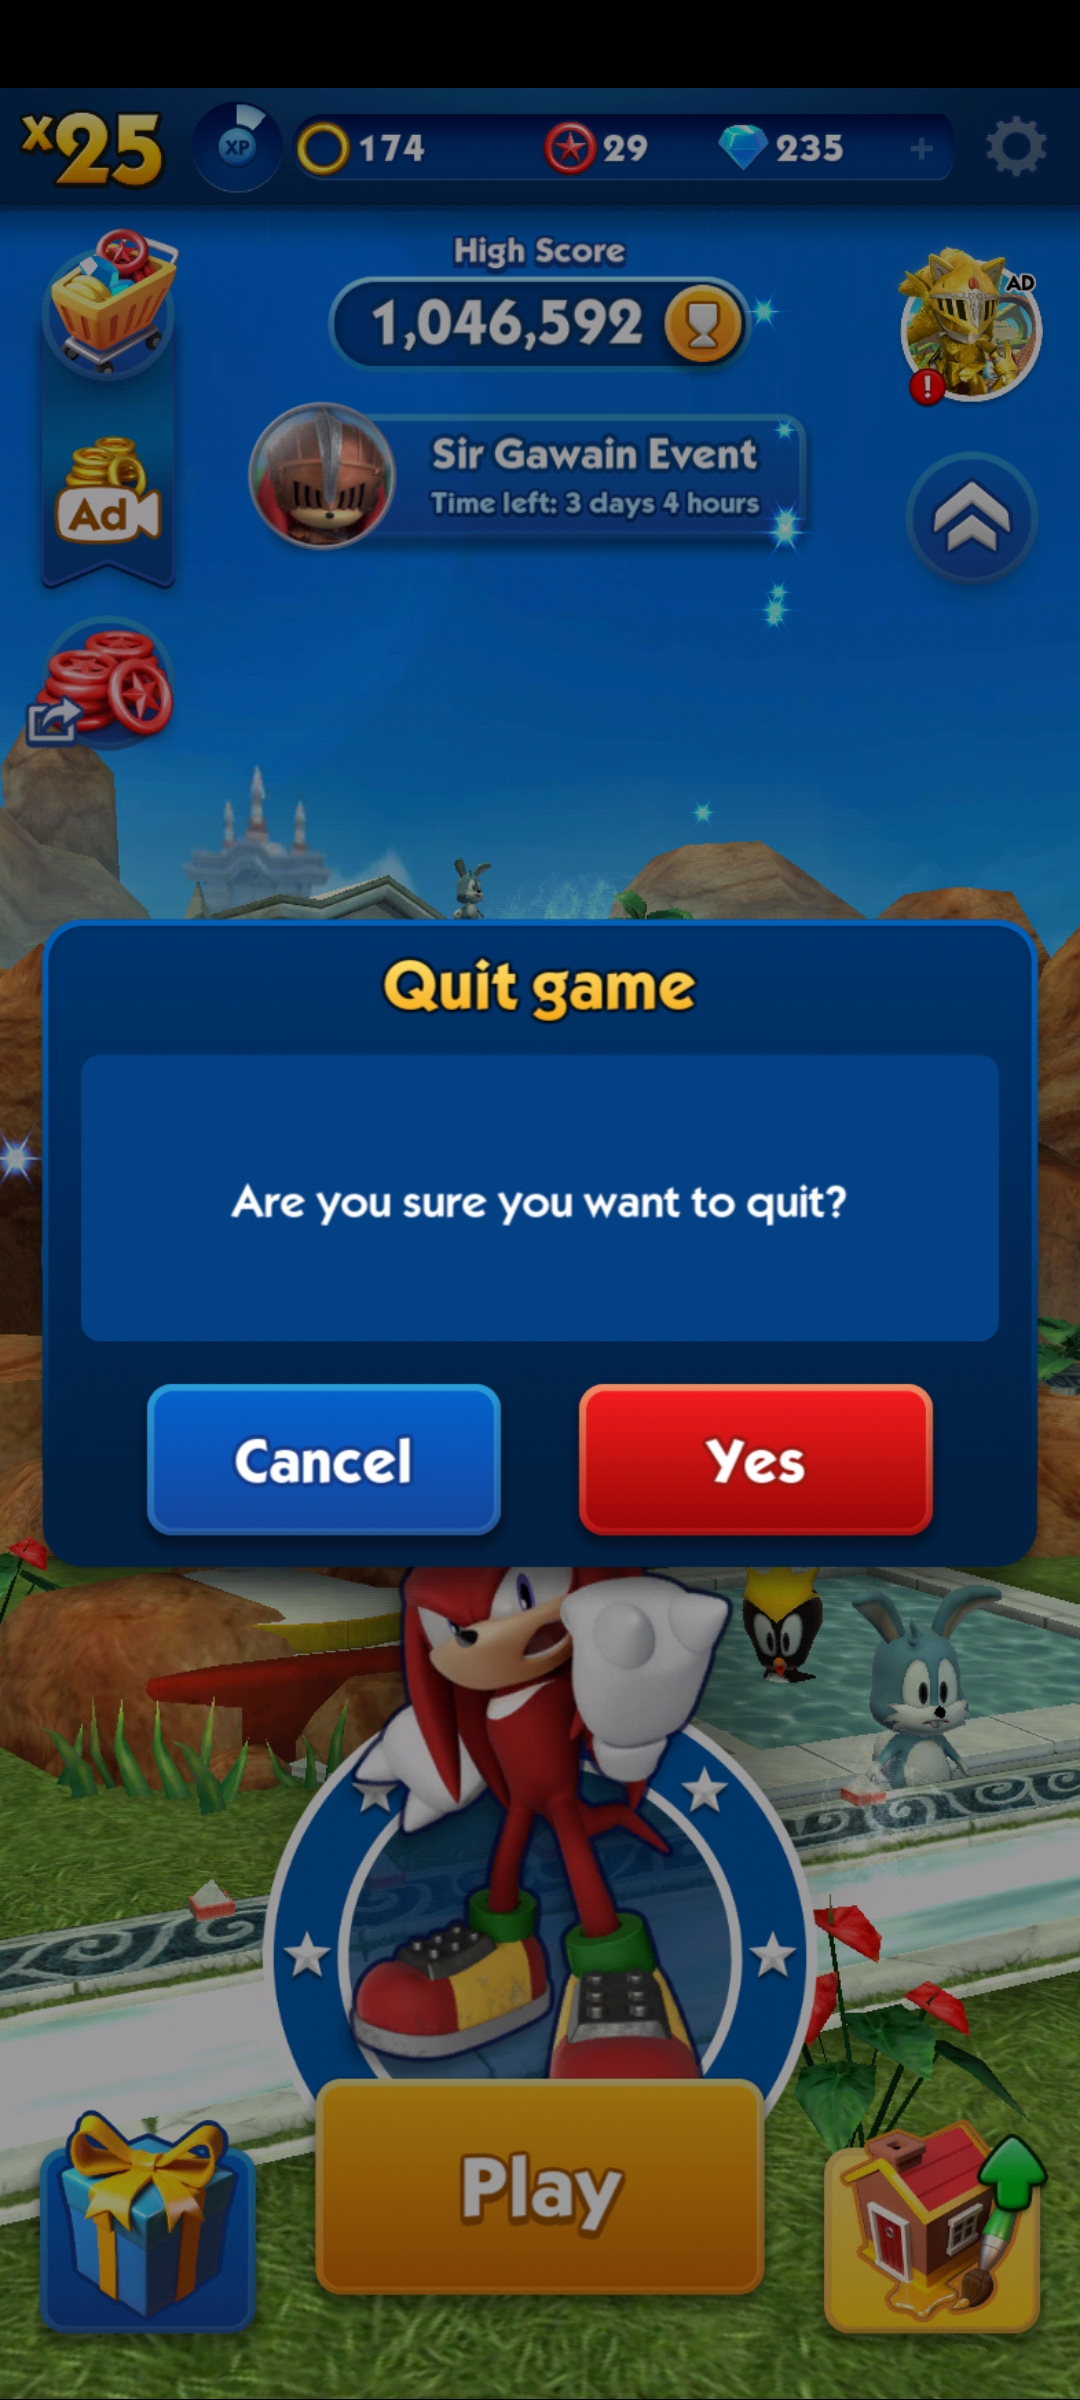 x25
XP
174
29
235
+
High Score
1,046,592
AD
!
Sir Gawain Event
Time left: 3 days 4 hours
Ad
Quit game
Are you sure you want to quit?
Cancel
Yes
Play